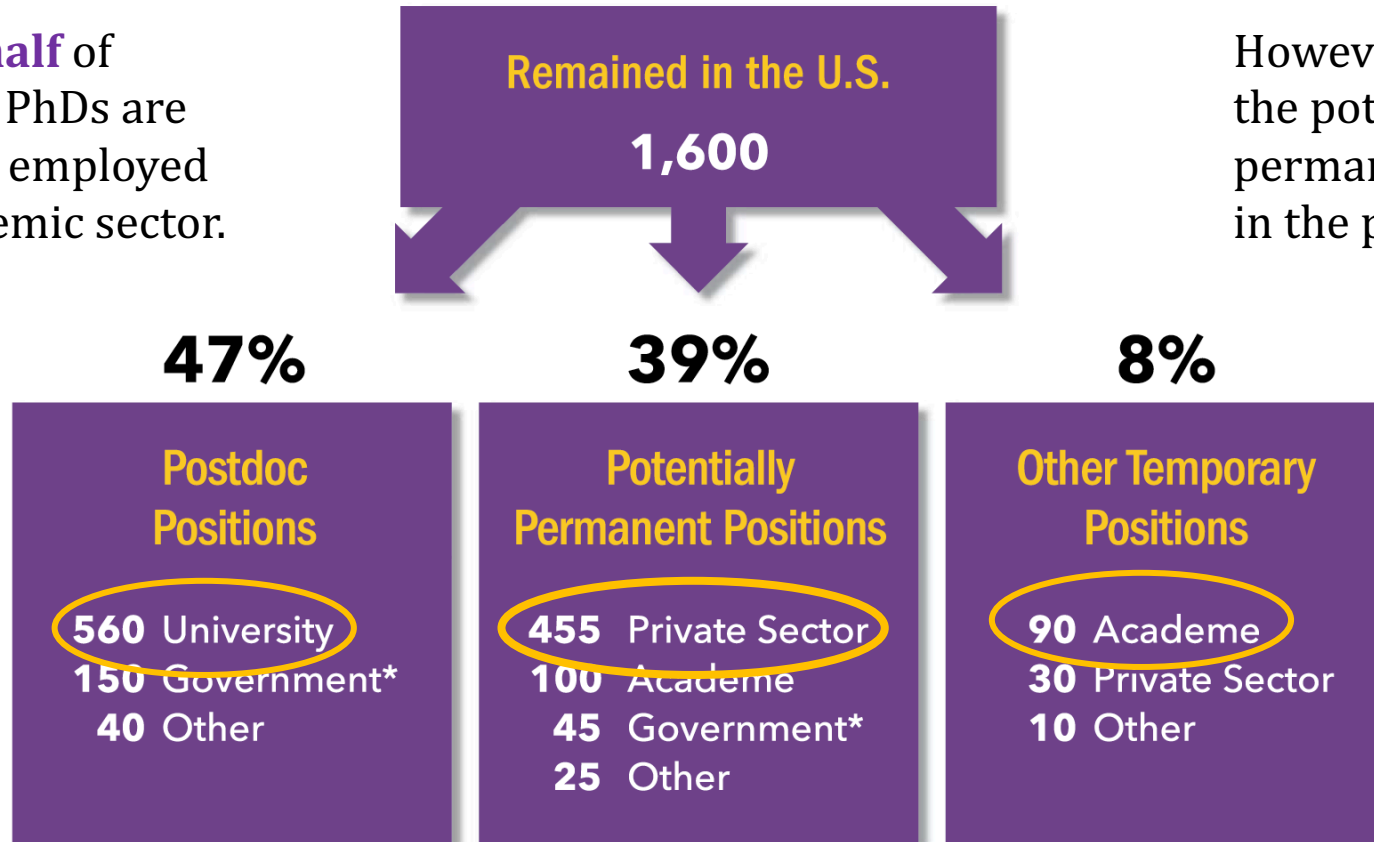 half of
PhDs are
employed
emic sector.
Remained in the U.S.
1,600
Howev
the pot
perman
in the p
47%
Postdoc
Positions
560 University
150 Government*
40 Other
39%
Potentially
Permanent Positions
455 Private Sector
100 Academe
45 Government*
25 Other
8%
Other Temporary
Positions
90 Academe
30 Private Sector
10 Other